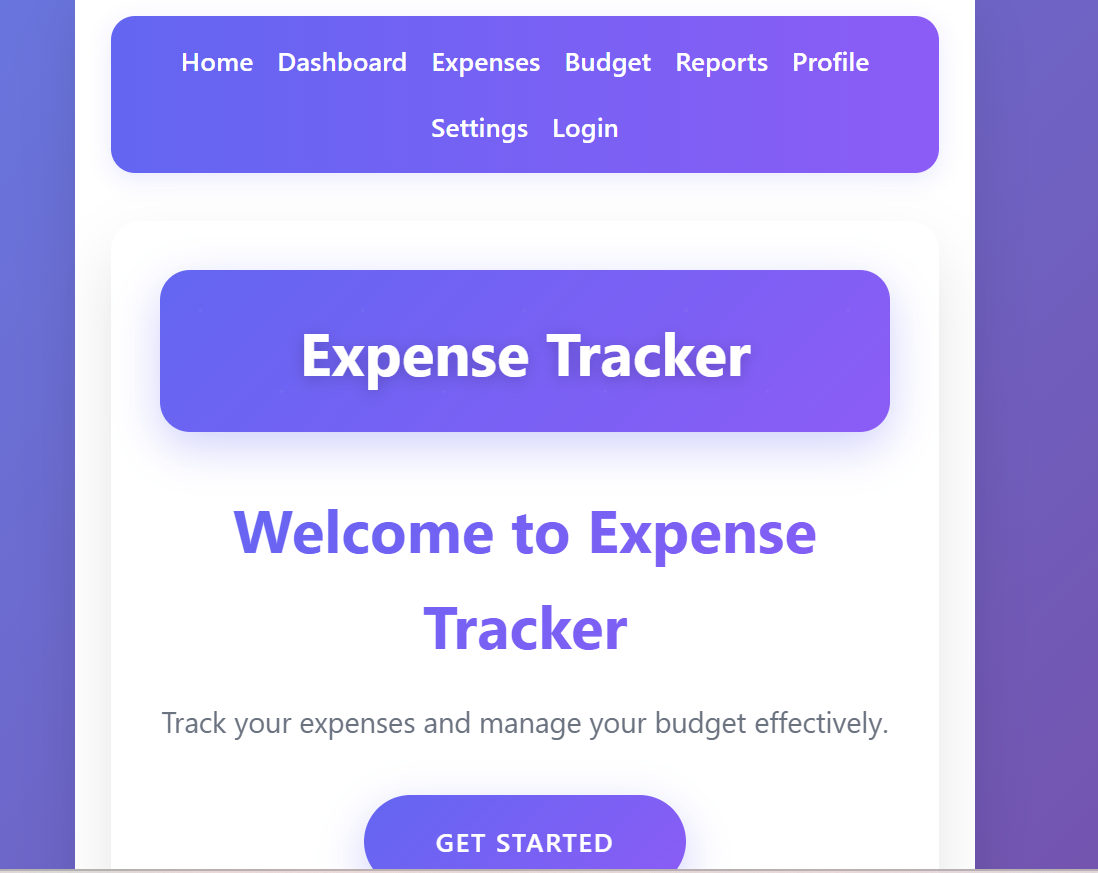 Home Dashboard Expenses Budget Reports Profile
Settings Login
Expense Tracker
Welcome to Expense
Tracker
Track your expenses and manage your budget effectively.
GET STARTED